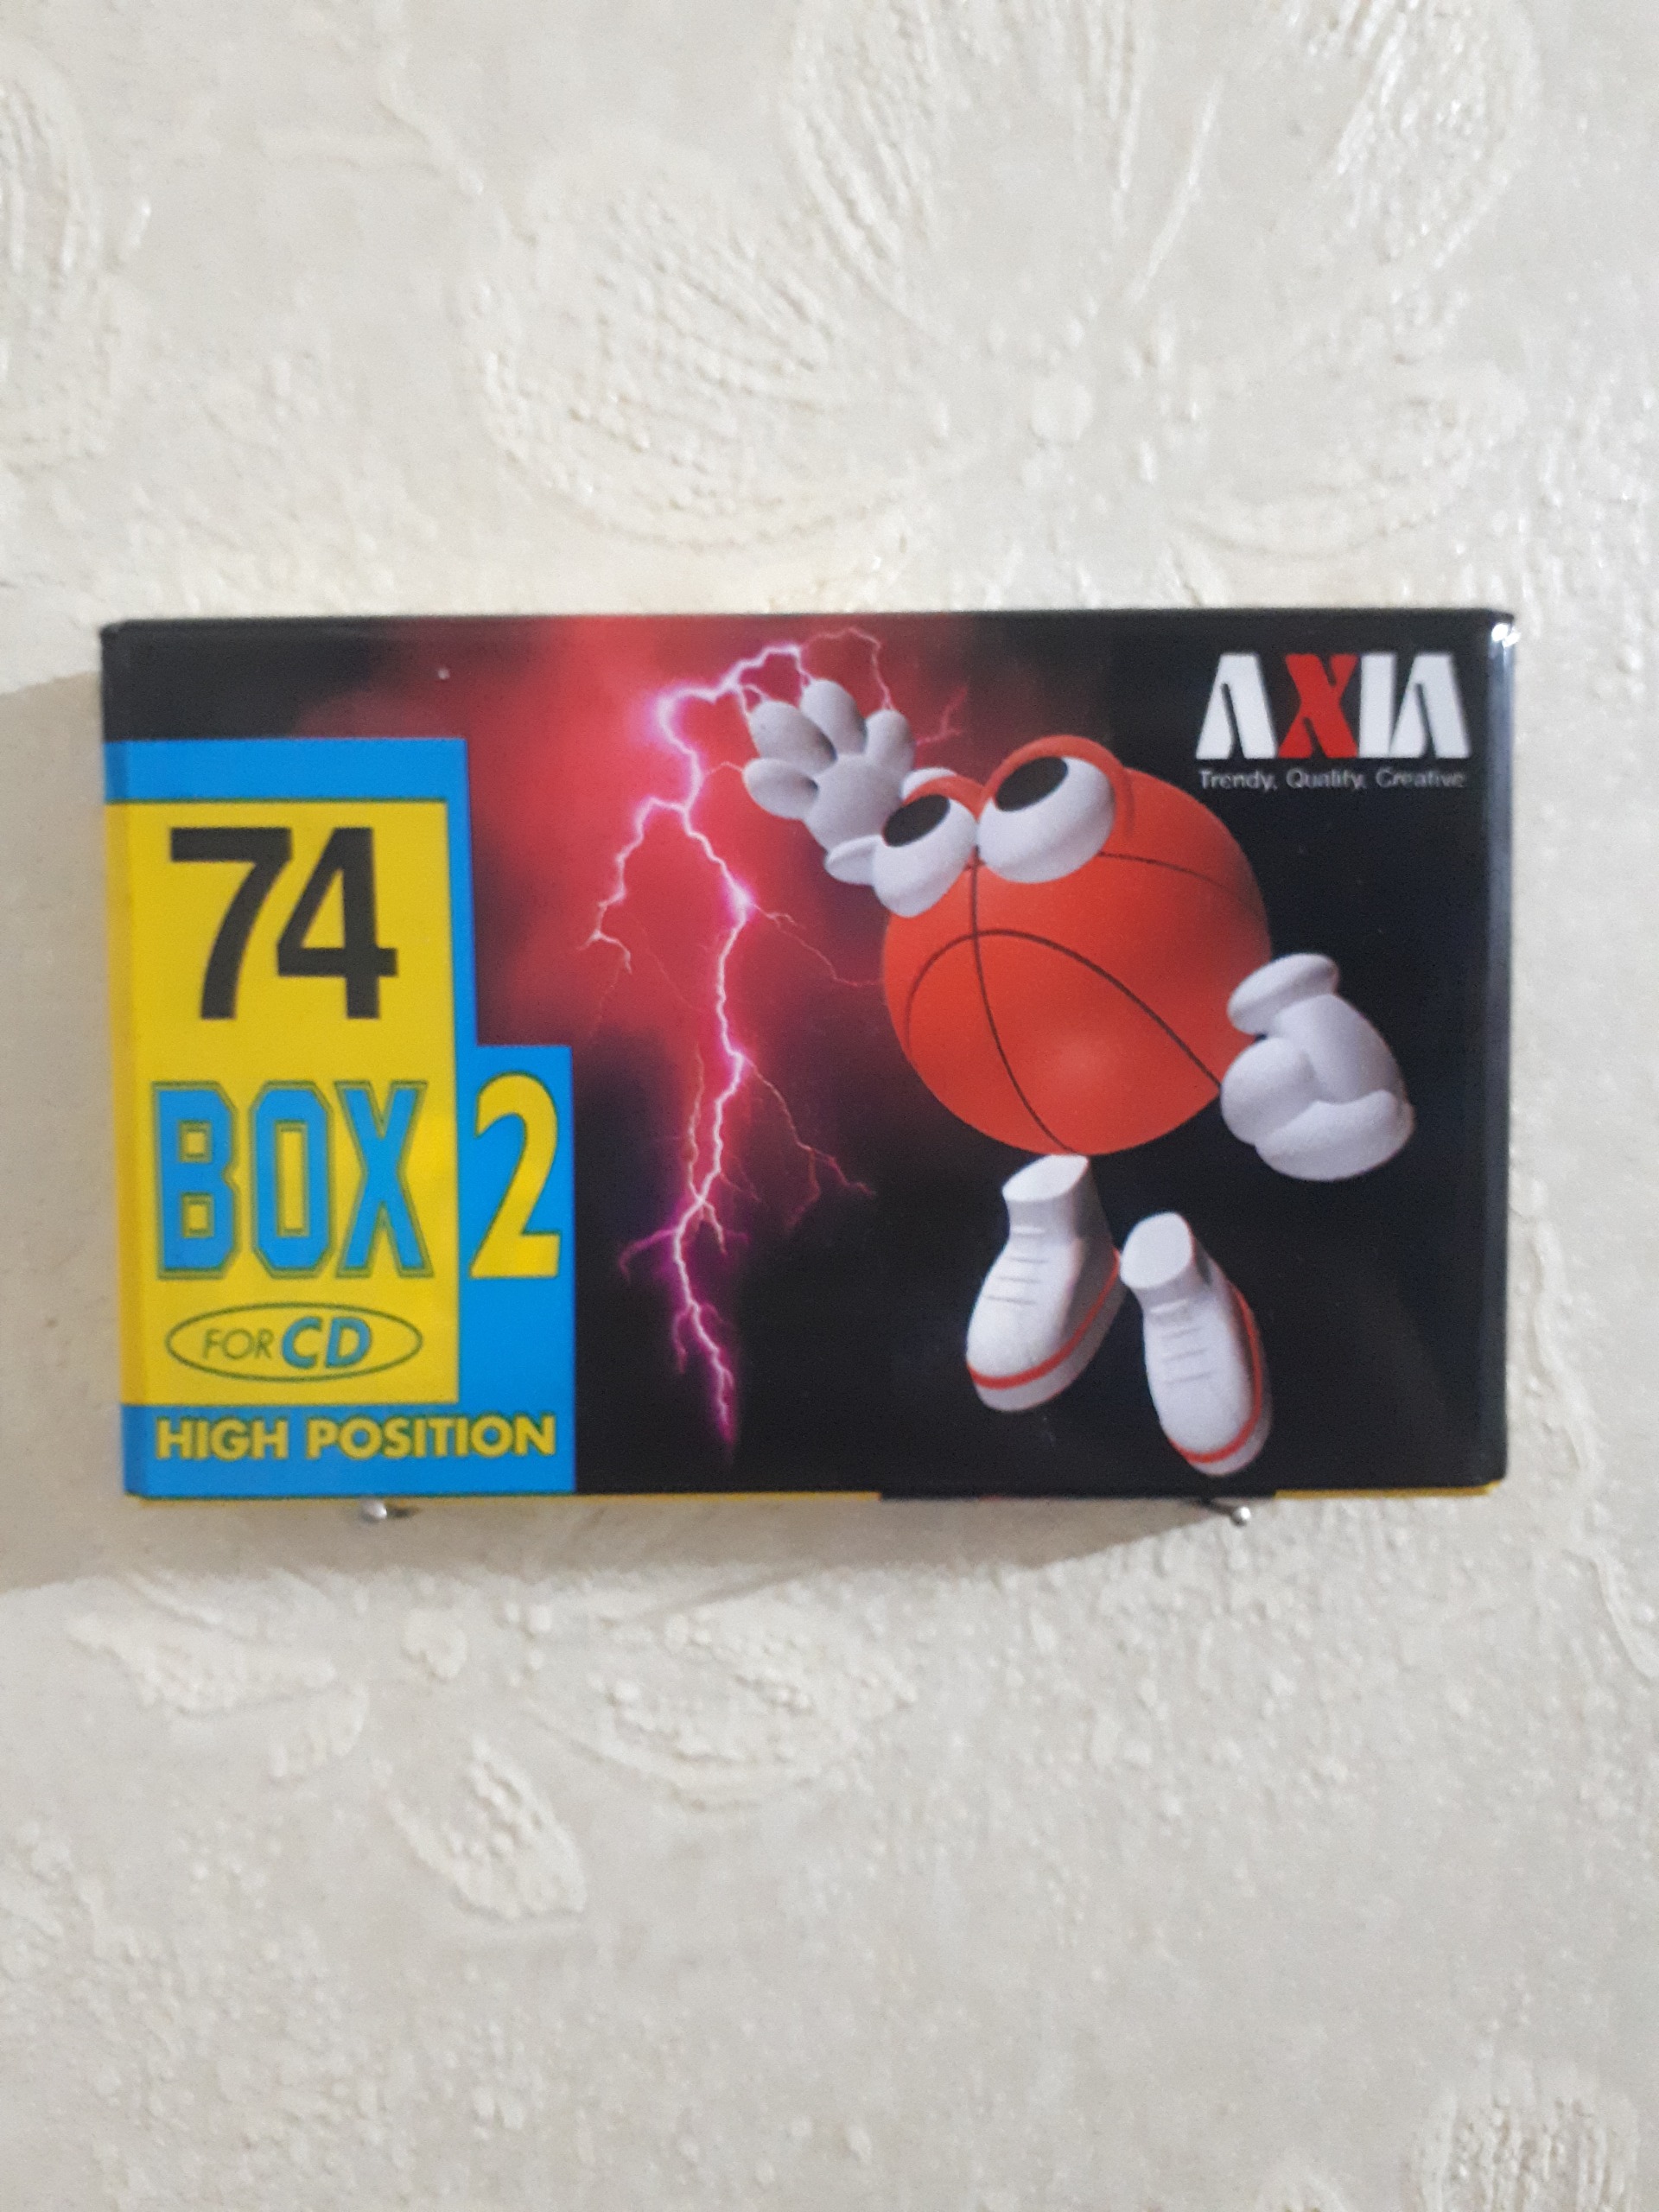 AXIA
Trendy, Quality, Creative
74
BOX 2
FOR CD
HIGH POSITION